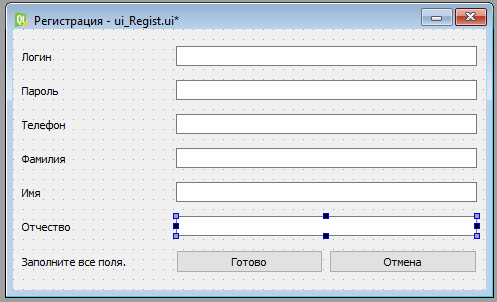 Регистрация - ui_Regist.ui*
Логин
Пароль
Телефон
Фамилия
Имя
Отчество
Заполните все поля. Готово Отмена